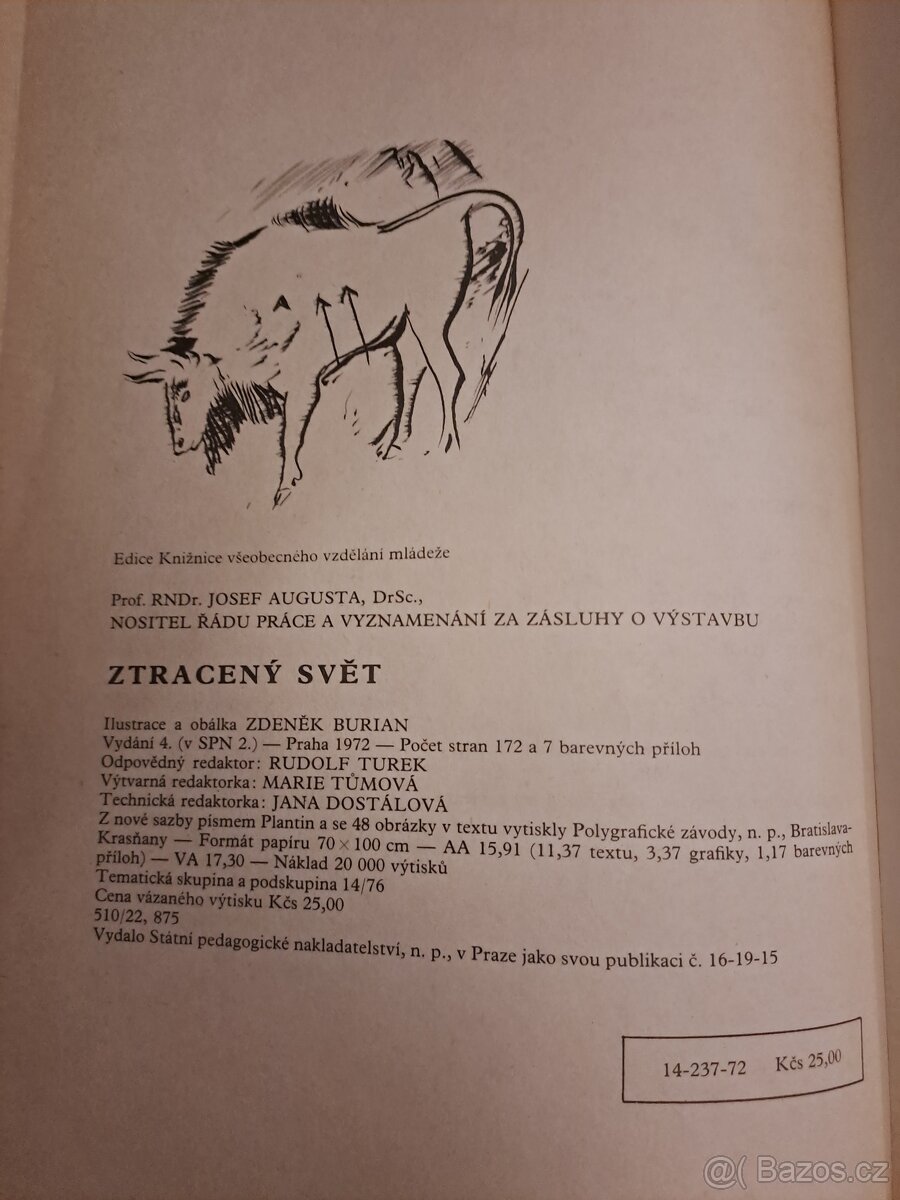 Edice Knižnice všeobecného vzdělání mládeže
Prof. RNDr. JOSEF AUGUSTA, DrSc.,
NOSITEL ŘÁDU PRÁCE A VYZNAMENÁNÍ ZA ZÁSLUHY O VÝSTAVBU
ZTRACENÝ SVĚT
Ilustrace a obálka ZDENĚK BURIAN
Vydání 4. (v SPN 2.) — Praha 1972 — Počet stran 172 a 7 barevných příloh
Odpovědný redaktor: RUDOLF TUREK
Výtvarná redaktorka: MARIE TŮMOVÁ
Technická redaktorka: JANA DOSTÁLOVÁ
Z nové sazby písmem Plantin a se 48 obrázky v textu vytiskly Polygrafické závody, n. p., Bratislava-
Krasňany — Formát papíru 70 × 100 cm — AA 15,91 (11,37 textu, 3,37 grafiky, 1,17 barevných
příloh) — VA 17,30 — Náklad 20 000 výtisků
Tematická skupina a podskupina 14/76
Cena vázaného výtisku Kčs 25,00
510/22, 875
Vydalo Státní pedagogické nakladatelství, n. p., v Praze jako svou publikaci č. 16-19-15
14-237-72 Kčs 25,00
@( Bazos.cz